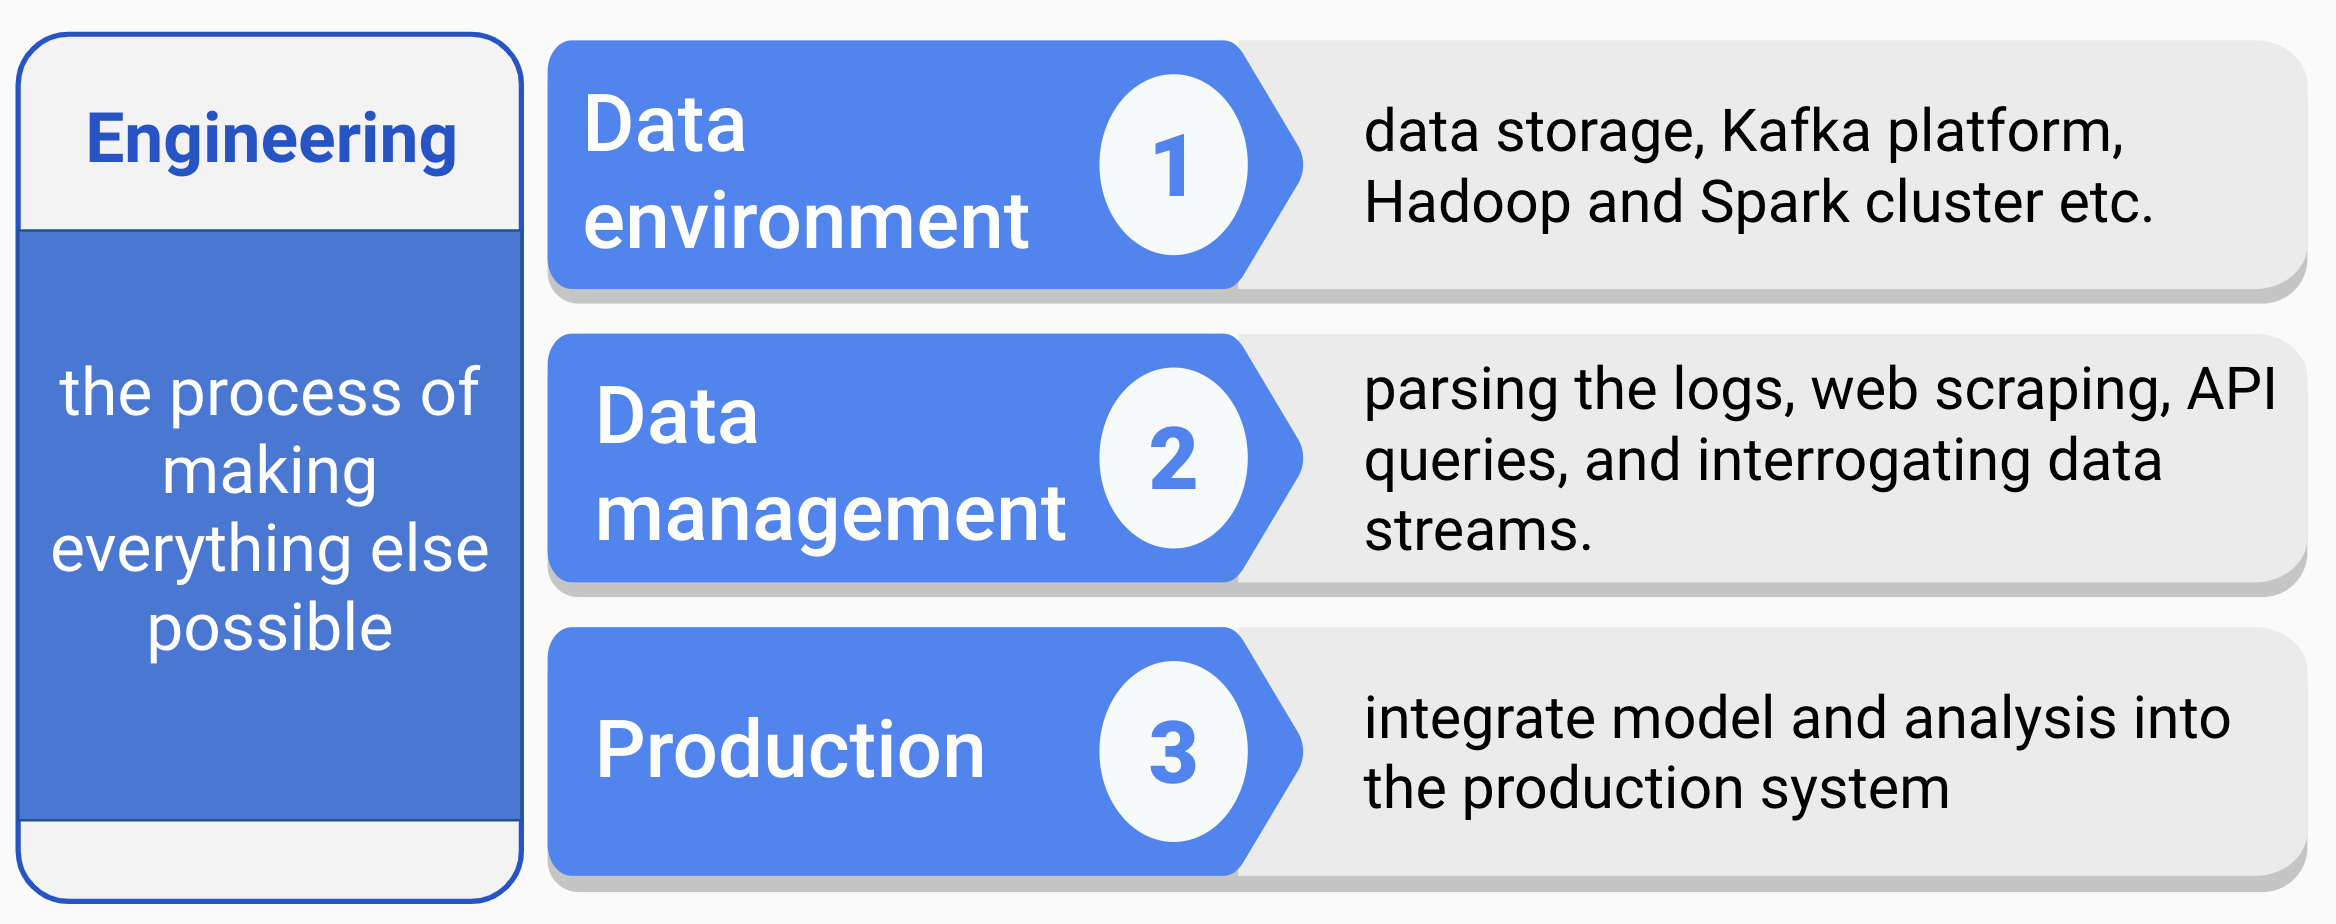 Engineering
the process of
making
everything else
possible
Data
environment
1
data storage, Kafka platform,
Hadoop and Spark cluster etc.
Data
management
2
parsing the logs, web scraping, API
queries, and interrogating data
streams.
Production
3
integrate model and analysis into
the production system